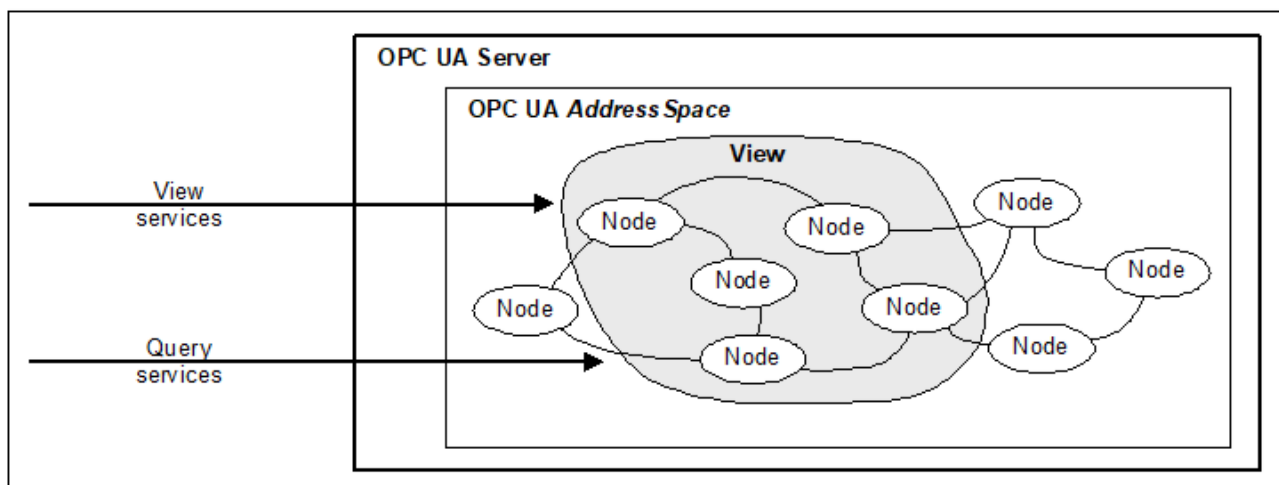 OPC UA Server
OPC UA AddressSpace
View
View
services
Node
Node
Node
Node
Node
Node
Node
Query
services
Node
Node